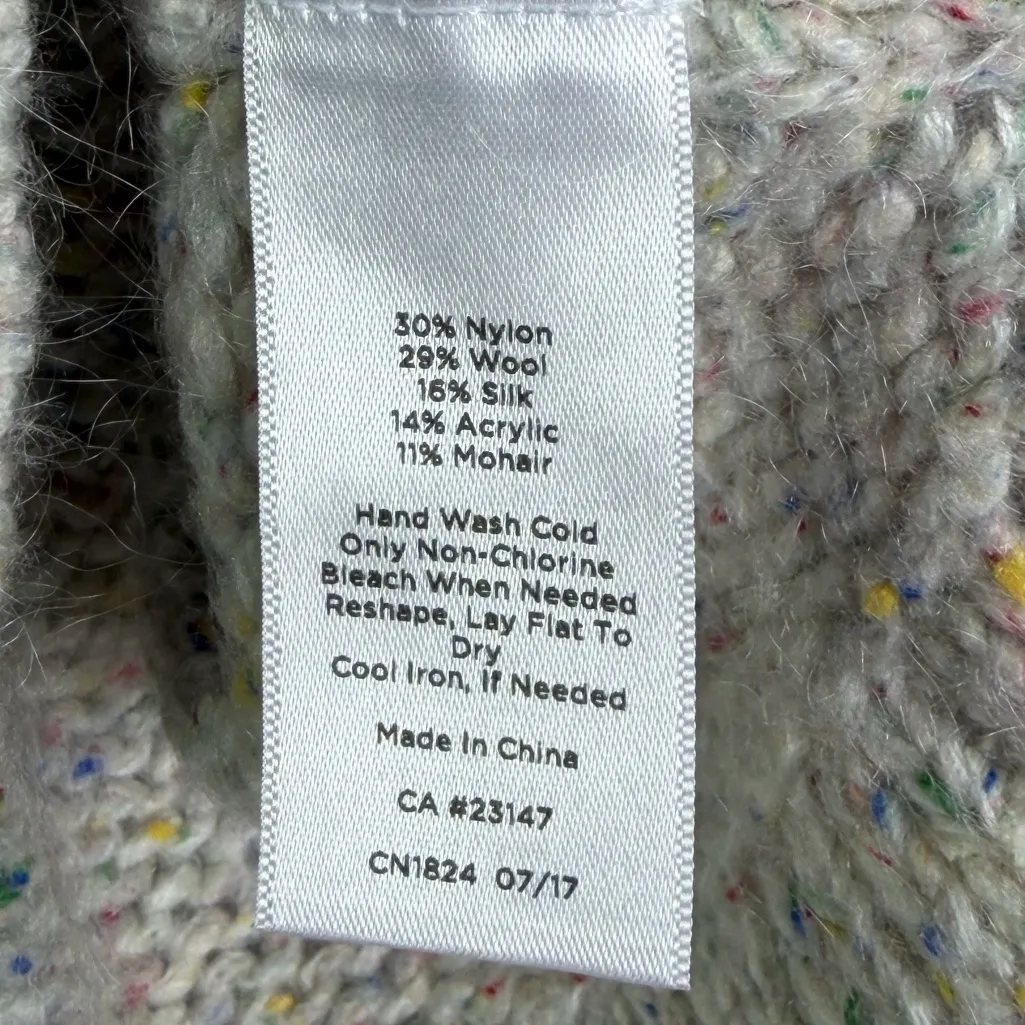 30% Nylon
29% Wool
16% Silk
14% Acrylic
11% Mohair
Hand Wash Cold
Only Non-Chlorine
Bleach When Needed
Reshape, Lay Flat To
Dry
Cool Iron, If Needed
Made In China
CA #23147
CN1824 07/17